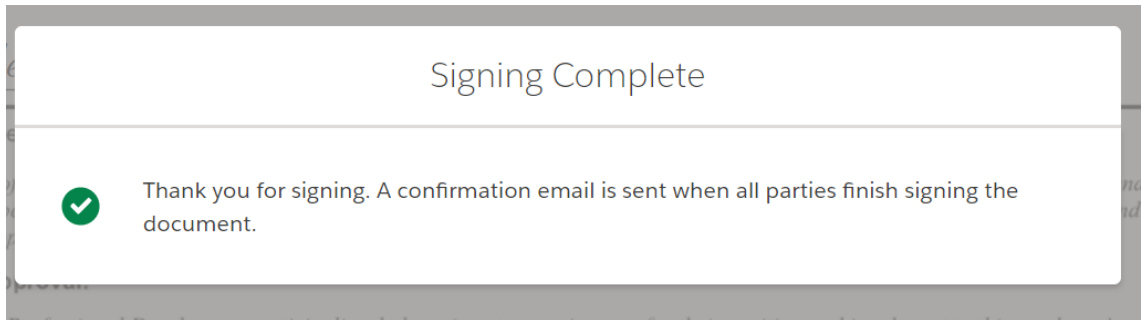 Signing Complete
Thank you for signing. A confirmation email is sent when all parties finish signing the
document.